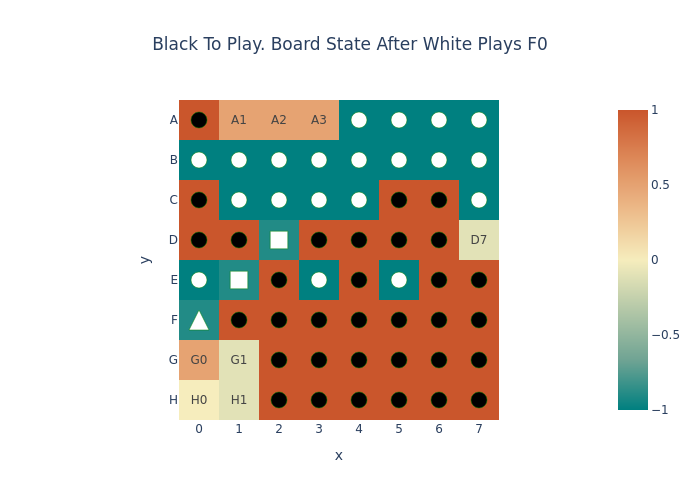 Black To Play. Board State After White Plays F0
A A1 A2 A3
B
C
D D7
E
F
G G0 G1
H H0 H1
0 1 2 3 4 5 6 7
x
y
1
0.5
0
−0.5
−1